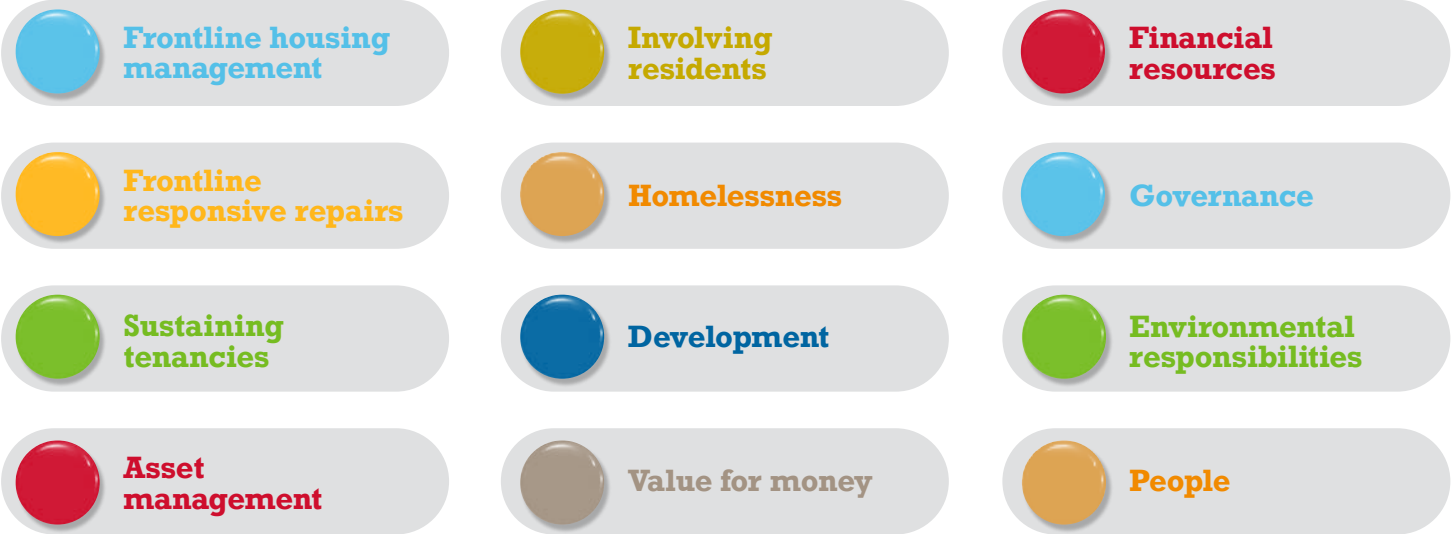 Frontline housing
management
Frontline
responsive repairs
Sustaining
tenancies
Asset
management
Involving
residents
Homelessness
Development
Value for money
Financial
resources
Governance
Environmental
responsibilities
People